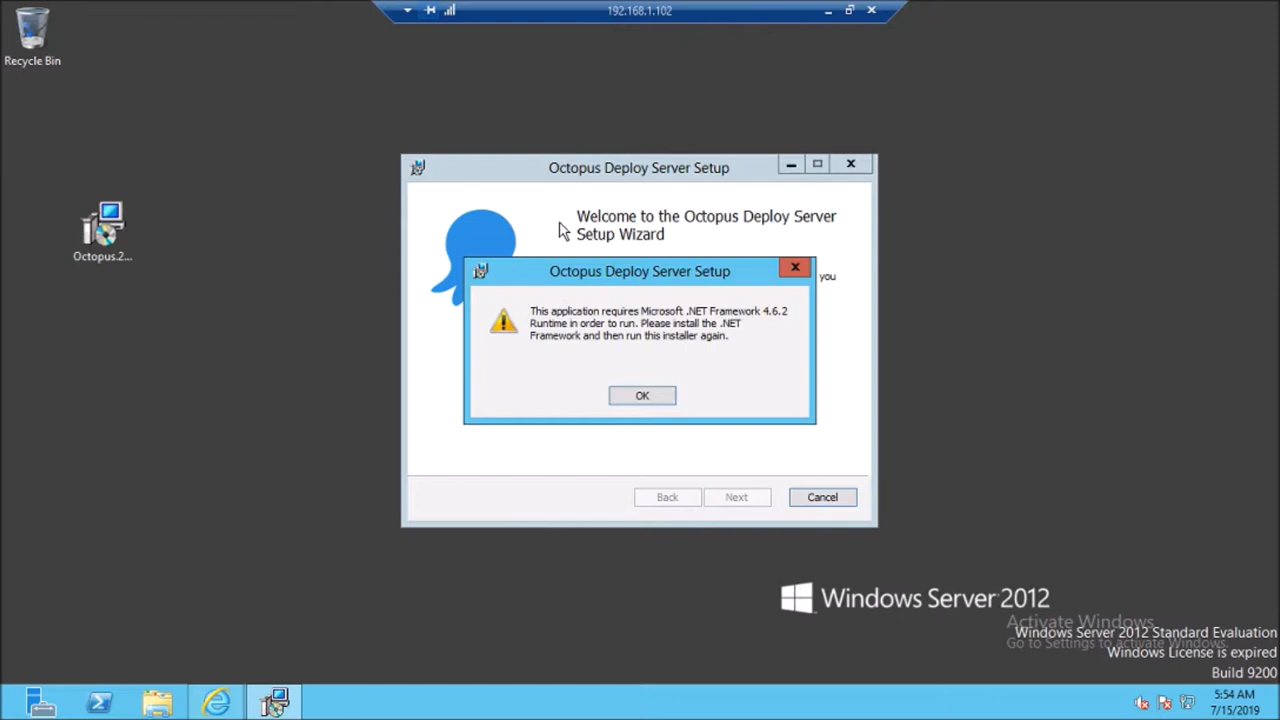 192.168.1.102
Recycle Bin
Octopus.2...
Octopus Deploy Server Setup
Welcome to the Octopus Deploy Server
Setup Wizard
you
Octopus Deploy Server Setup
This application requires Microsoft .NET Framework 4.6.2
Runtime in order to run. Please install the .NET
Framework and then run this installer again.
OK
Back
Next
Cancel
Windows Server 2012
Activate Windows
Go to Settings to activate Windows.
Windows Server 2012 Standard Evaluation
Windows License is expired
Build 9200
5:54 AM
7/15/2019